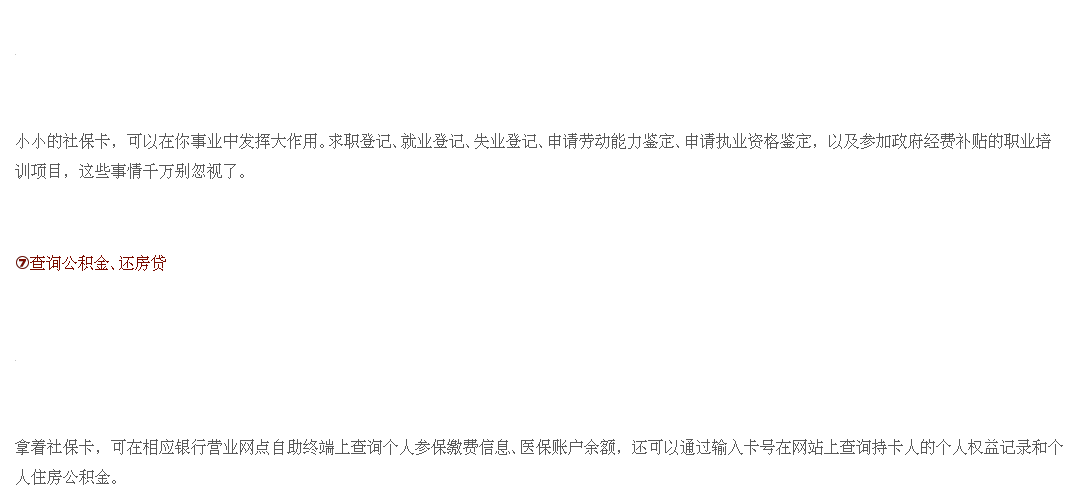 小小的社保卡，可以在你事业中发挥大作用。求职登记、就业登记、失业登记、申请劳动能力鉴定、申请执业资格鉴定，以及参加政府经费补贴的职业培
训项目，这些事情千万别忽视了。
⑦查询公积金、还房贷
拿着社保卡，可在相应银行营业网点自助终端上查询个人参保缴费信息、医保账户余额，还可以通过输入卡号在网站上查询持卡人的个人权益记录和个
人住房公积金。